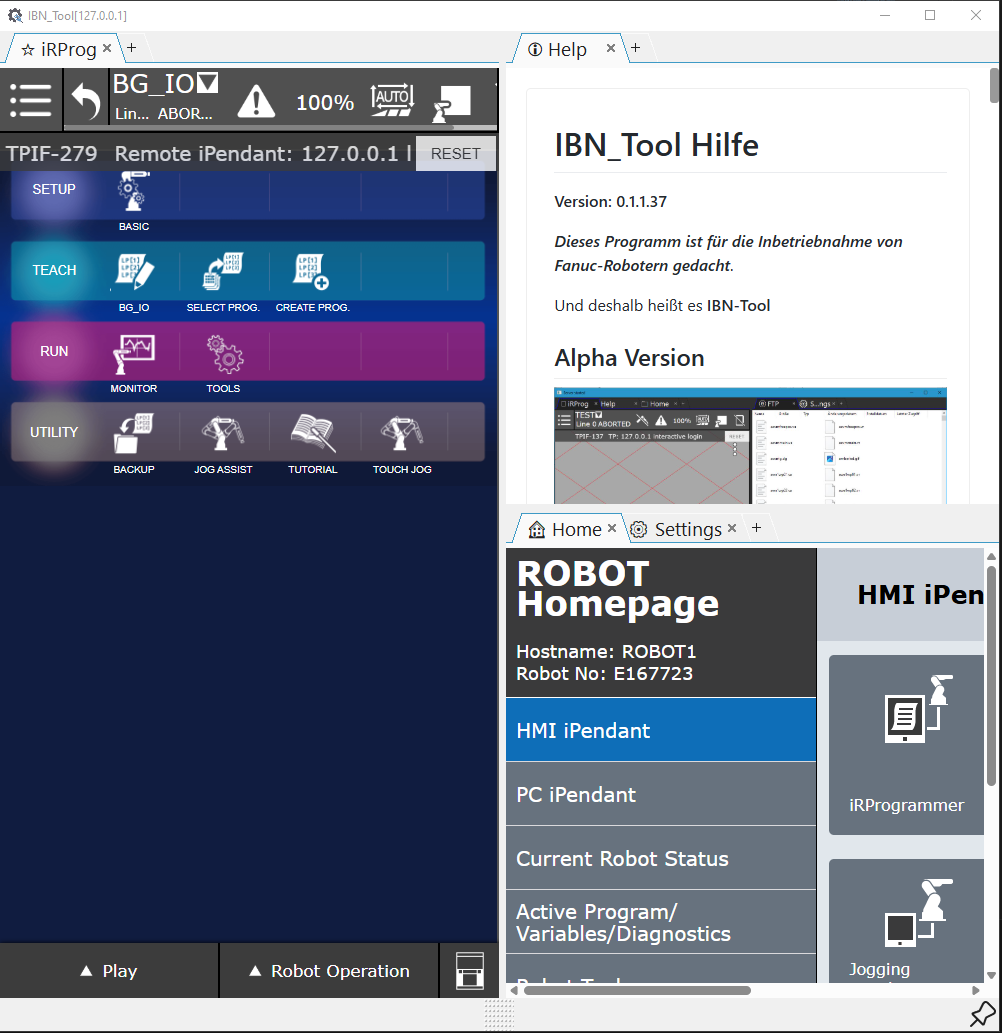 IBN_Tool[127.0.0.1]
iRProg
BG_IO
Lin... ABOR...
100%
AUTO
TPIF-279 Remote iPendant: 127.0.0.1 l
RESET
SETUP
BASIC
TEACH
BG_IO
SELECT PROG.
CREATE PROG.
RUN
MONITOR
TOOLS
UTILITY
BACKUP
JOG ASSIST
TUTORIAL
TOUCH JOG
Play
Robot Operation
Help
IBN_Tool Hilfe
Version: 0.1.1.37
Dieses Programm ist für die Inbetriebnahme von
Fanuc-Robotern gedacht.
Und deshalb heißt es IBN-Tool
Alpha Version
iRProg
Help
Home
FTP
S...ngs
TEST
Line 0 ABORTED
100%
TPIF-137 TP: 127.0.0.1 interactive login
RESET
Home
Settings
ROBOT
Homepage
Hostname: ROBOT1
Robot No: E167723
HMI iPendant
PC iPendant
Current Robot Status
Active Program/
Variables/Diagnostics
HMI iPen
iRProgrammer
Jogging